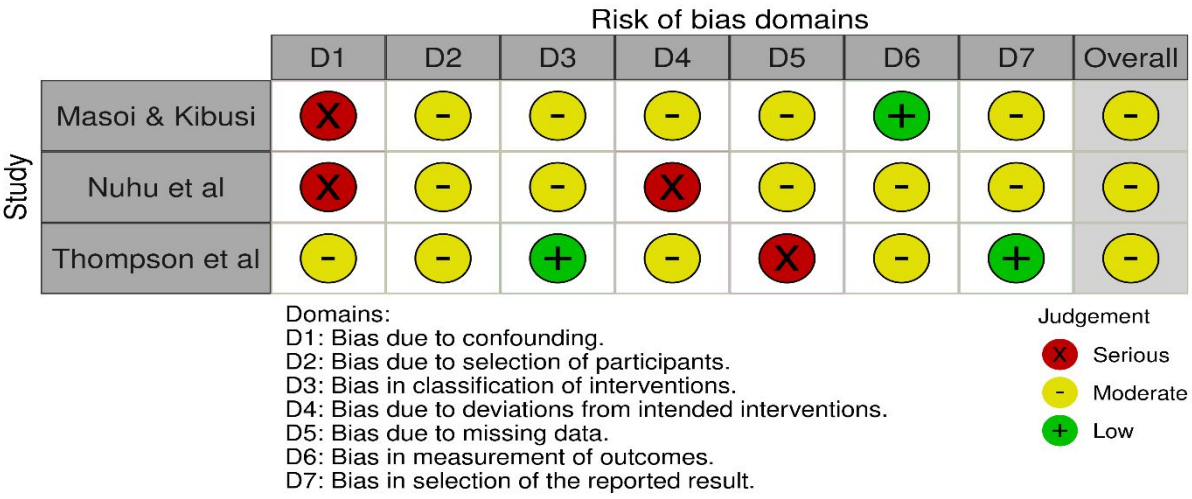 Risk of bias domains
D1 D2 D3 D4 D5 D6 D7 Overall
Study
Masoi & Kibusi X - - - - + - -
Nuhu et al X - - X - - - -
Thompson et al - - + - X - + -
Domains:
D1: Bias due to confounding.
D2: Bias due to selection of participants.
D3: Bias in classification of interventions.
D4: Bias due to deviations from intended interventions.
D5: Bias due to missing data.
D6: Bias in measurement of outcomes.
D7: Bias in selection of the reported result.
Judgement
X Serious
- Moderate
+ Low